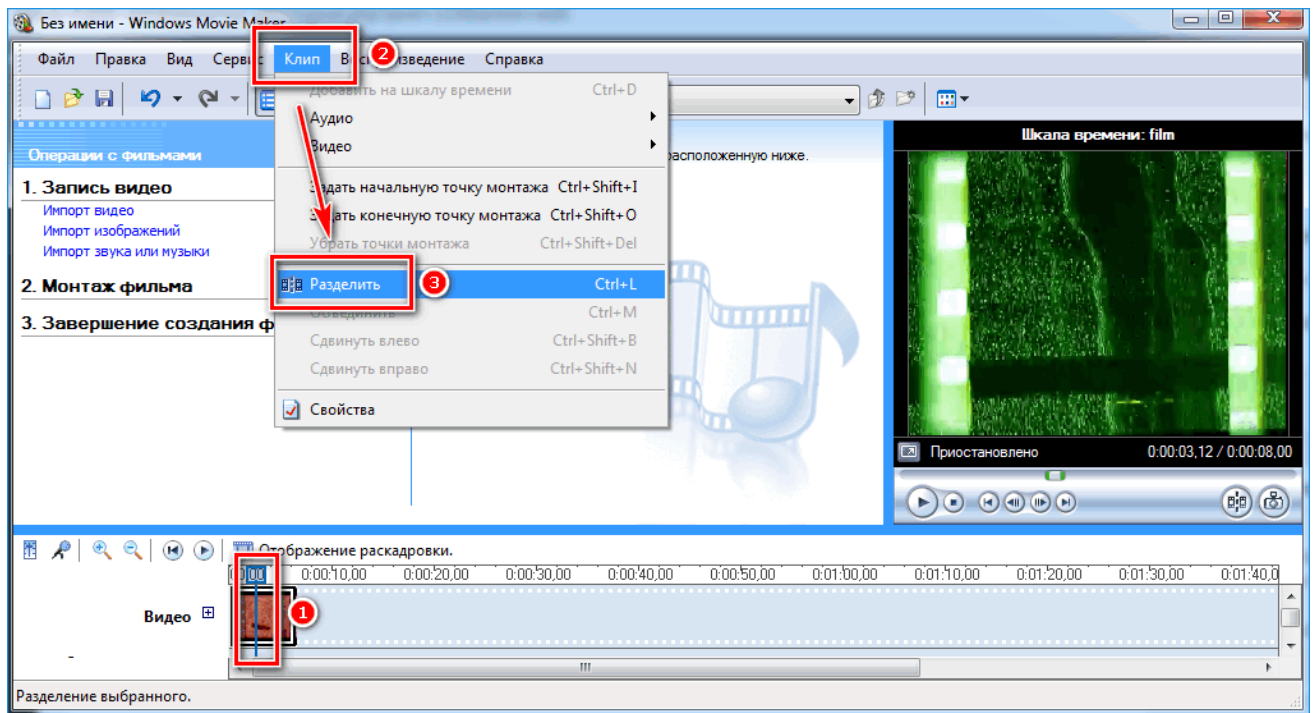 Без имени - Windows Movie Maker
Файл Правка Вид Сервис Клип Воспроизведение Справка
2
Добавить на шкалу времени Ctrl+D
Аудио
Видео
Задать начальную точку монтажа Ctrl+Shift+I
Задать конечную точку монтажа Ctrl+Shift+O
Убрать точки монтажа Ctrl+Shift+Del
Разделить Ctrl+L
3
Объединить Ctrl+M
Сдвинуть влево Ctrl+Shift+B
Сдвинуть вправо Ctrl+Shift+N
Свойства
Операции с фильмами
1. Запись видео
Импорт видео
Импорт изображений
Импорт звука или музыки
2. Монтаж фильма
3. Завершение создания ф
расположенную ниже.
Шкала времени: film
Приостановлено 0:00:03,12 / 0:00:08,00
Отображение раскадровки.
00 0:00:10,00 0:00:20,00 0:00:30,00 0:00:40,00 0:00:50,00 0:01:00,00 0:01:10,00 0:01:20,00 0:01:30,00 0:01:40,0
Видео
1
Разделение выбранного.